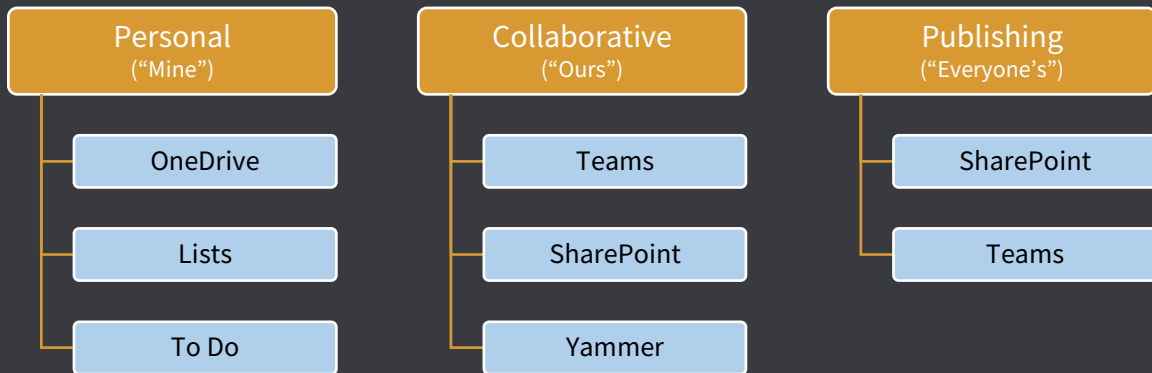 Personal
(“Mine”)
OneDrive
Lists
To Do
Collaborative
(“Ours”)
Teams
SharePoint
Yammer
Publishing
(“Everyone’s”)
SharePoint
Teams